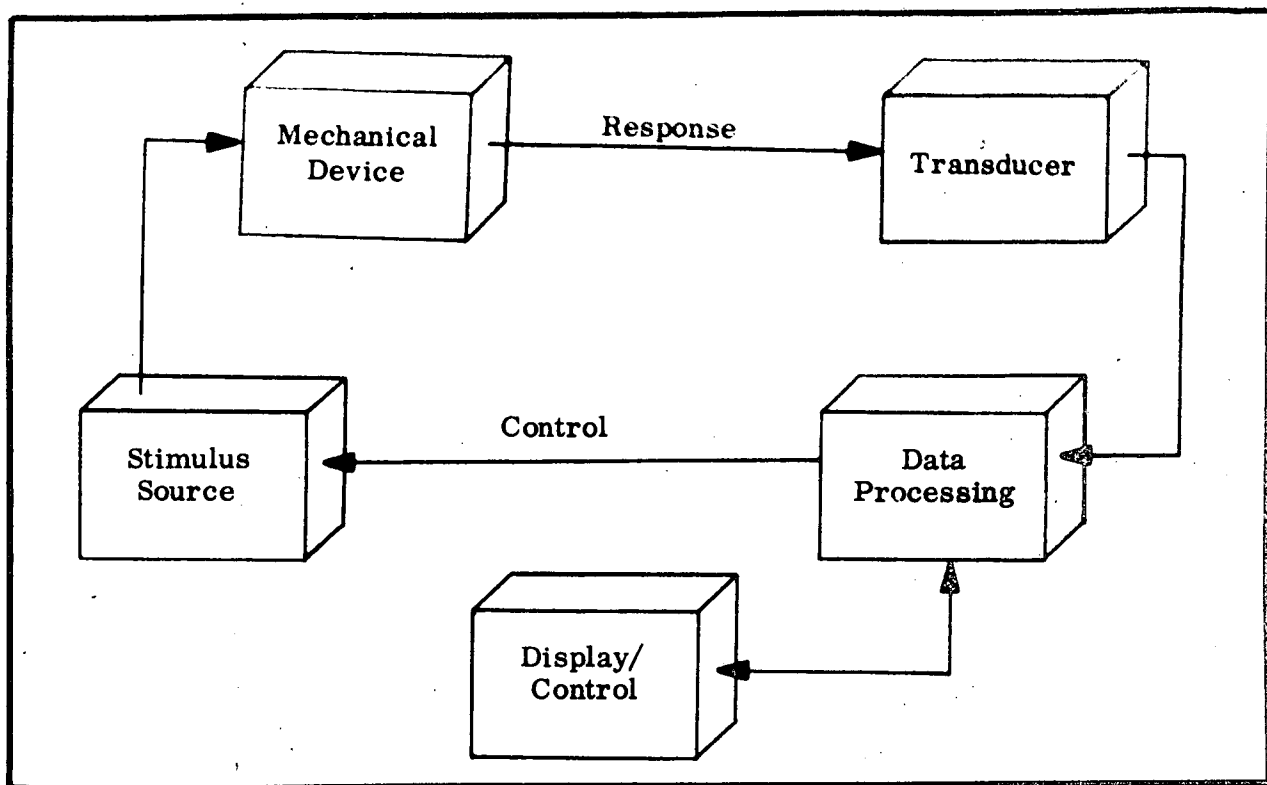 Mechanical
Device
Response
Transducer
Stimulus
Source
Control
Data
Processing
Display/
Control